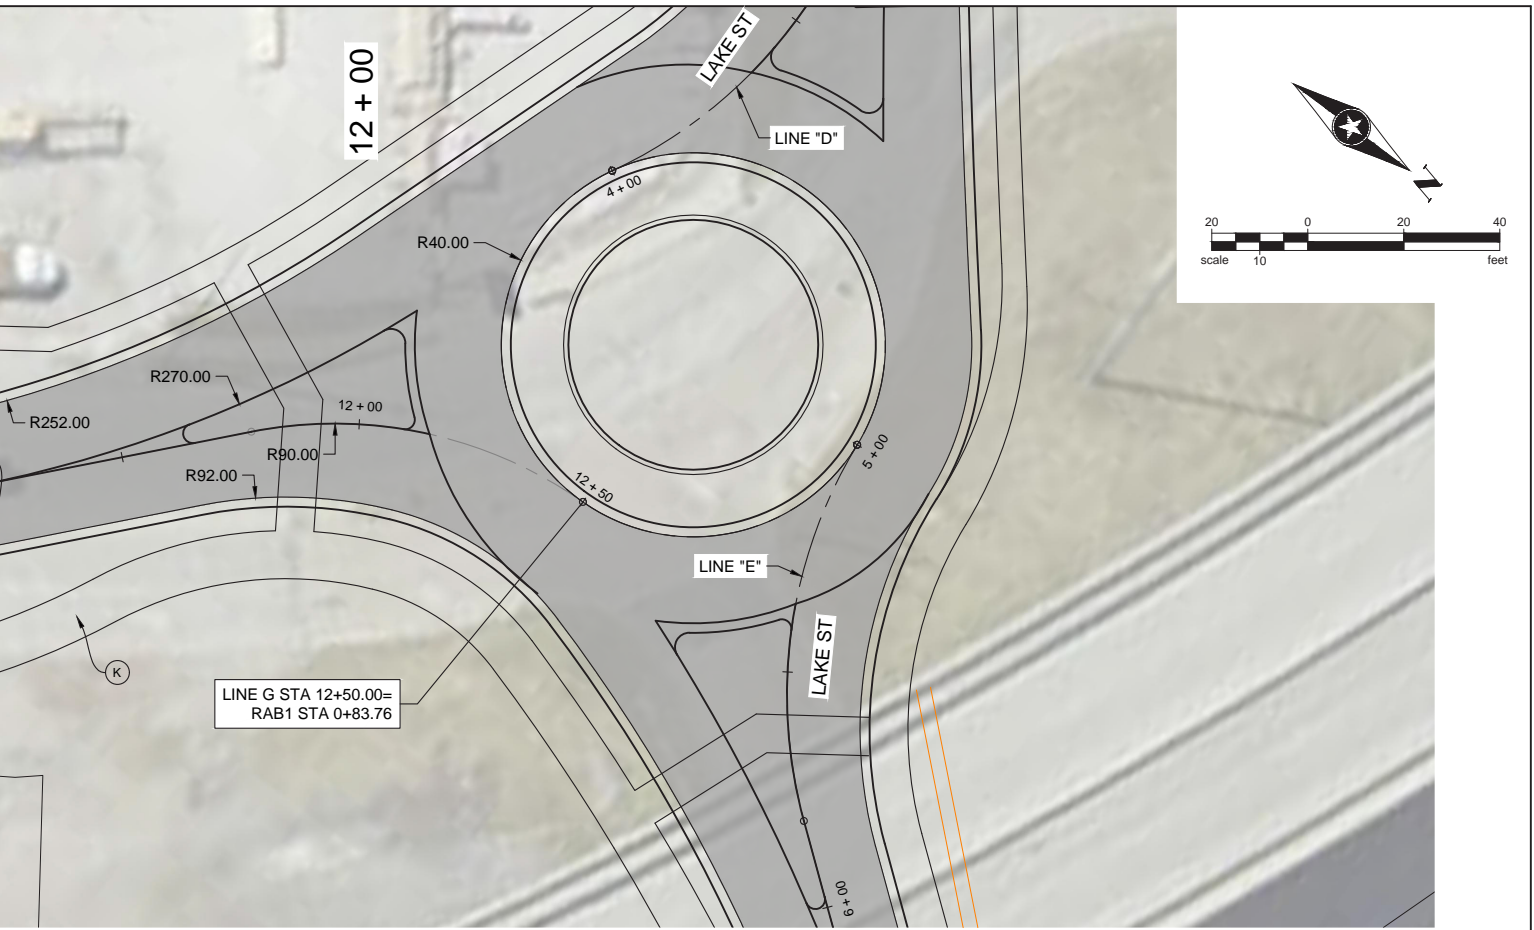 12 + 00
LAKE ST
LINE "D"
4 + 00
R40.00
N
20 0 20 40
scale 10 feet
R270.00
R252.00
12 + 00
R90.00
R92.00
12 + 50
5 + 00
LINE "E"
LAKE ST
K
LINE G STA 12+50.00=
RAB1 STA 0+83.76
6 + 00